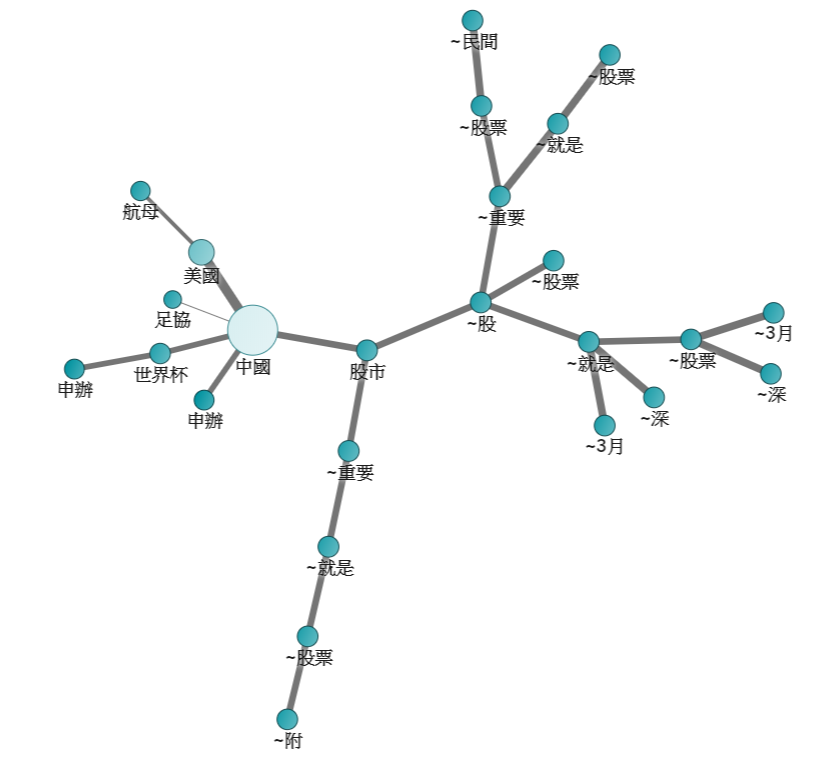 ~民間
~股票
~股票
~就是
航母
~重要
美國
~股票
足協
~股
~3月
中國
股市
~就是
~股票
世界杯
申辦
~深
申辦
~深
~3月
~重要
~就是
~股票
~附